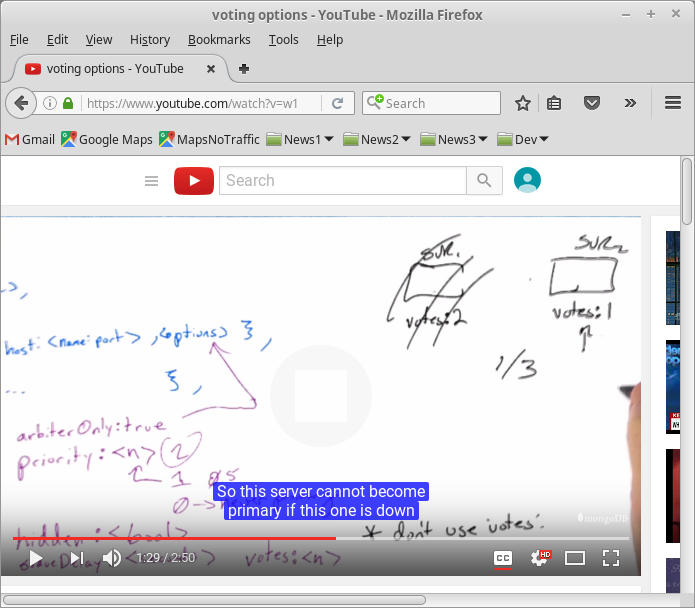 voting options - YouTube - Mozilla Firefox
File Edit View History Bookmarks Tools Help
voting options - YouTube
https://www.youtube.com/watch?v=w1
Search
Gmail Google Maps MapsNoTraffic News1 News2 News3 Dev
Search
SVR1
SVR2
votes:2
votes:1
host: <name:port>, <options> },
1/3
...
},
arbiterOnly:true
priority:<n> 2
1
So this server cannot become
primary if this one is down
0 ->
mongoDB
* don't use votes:
hidden:<bool>
votes:<n>
1:29 / 2:50
CC HD